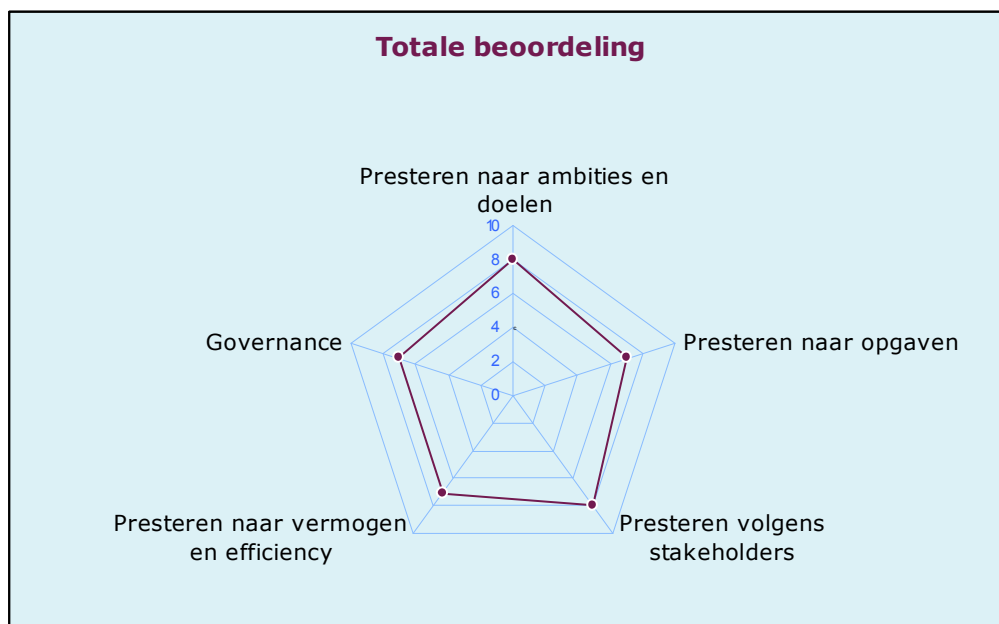 Totale beoordeling
Presteren naar ambities en
doelen
10
8
6
4
2
0
Governance
Presteren naar opgaven
Presteren naar vermogen
en efficiency
Presteren volgens
stakeholders